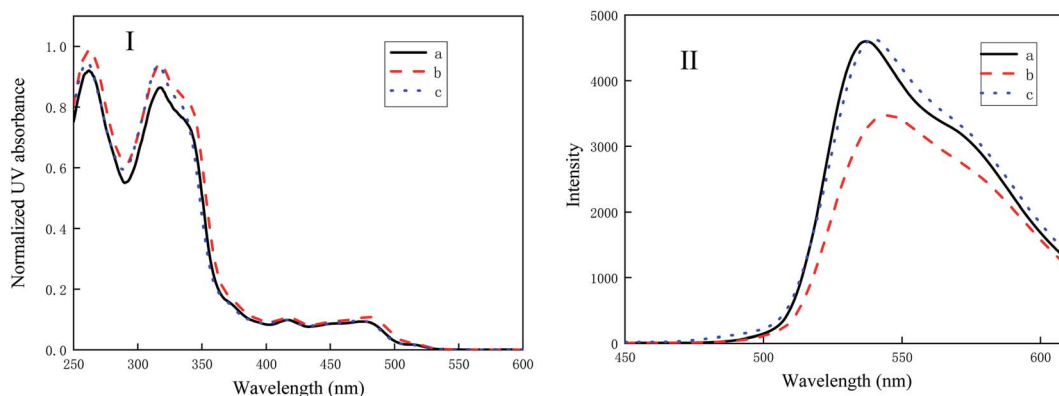 I
a
b
c
1.0
0.8
0.6
0.4
0.2
0.0
250 300 350 400 450 500 550 600
Normalized UV absorbance
Wavelength (nm)
II
a
b
c
5000
4000
3000
2000
1000
0
450 500 550 600
Intensity
Wavelength (nm)